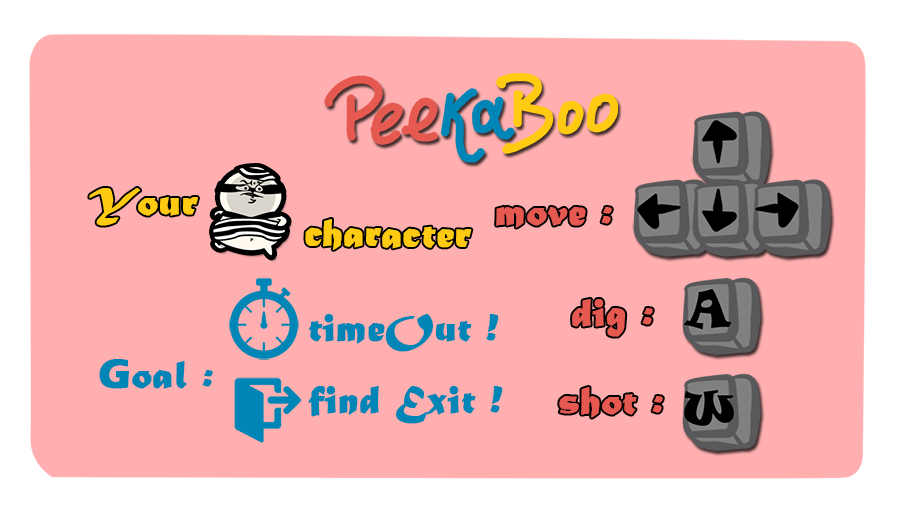 PeekaBoo
Your character
move :
timeOut !
dig : A
Goal :
find Exit !
shot : W